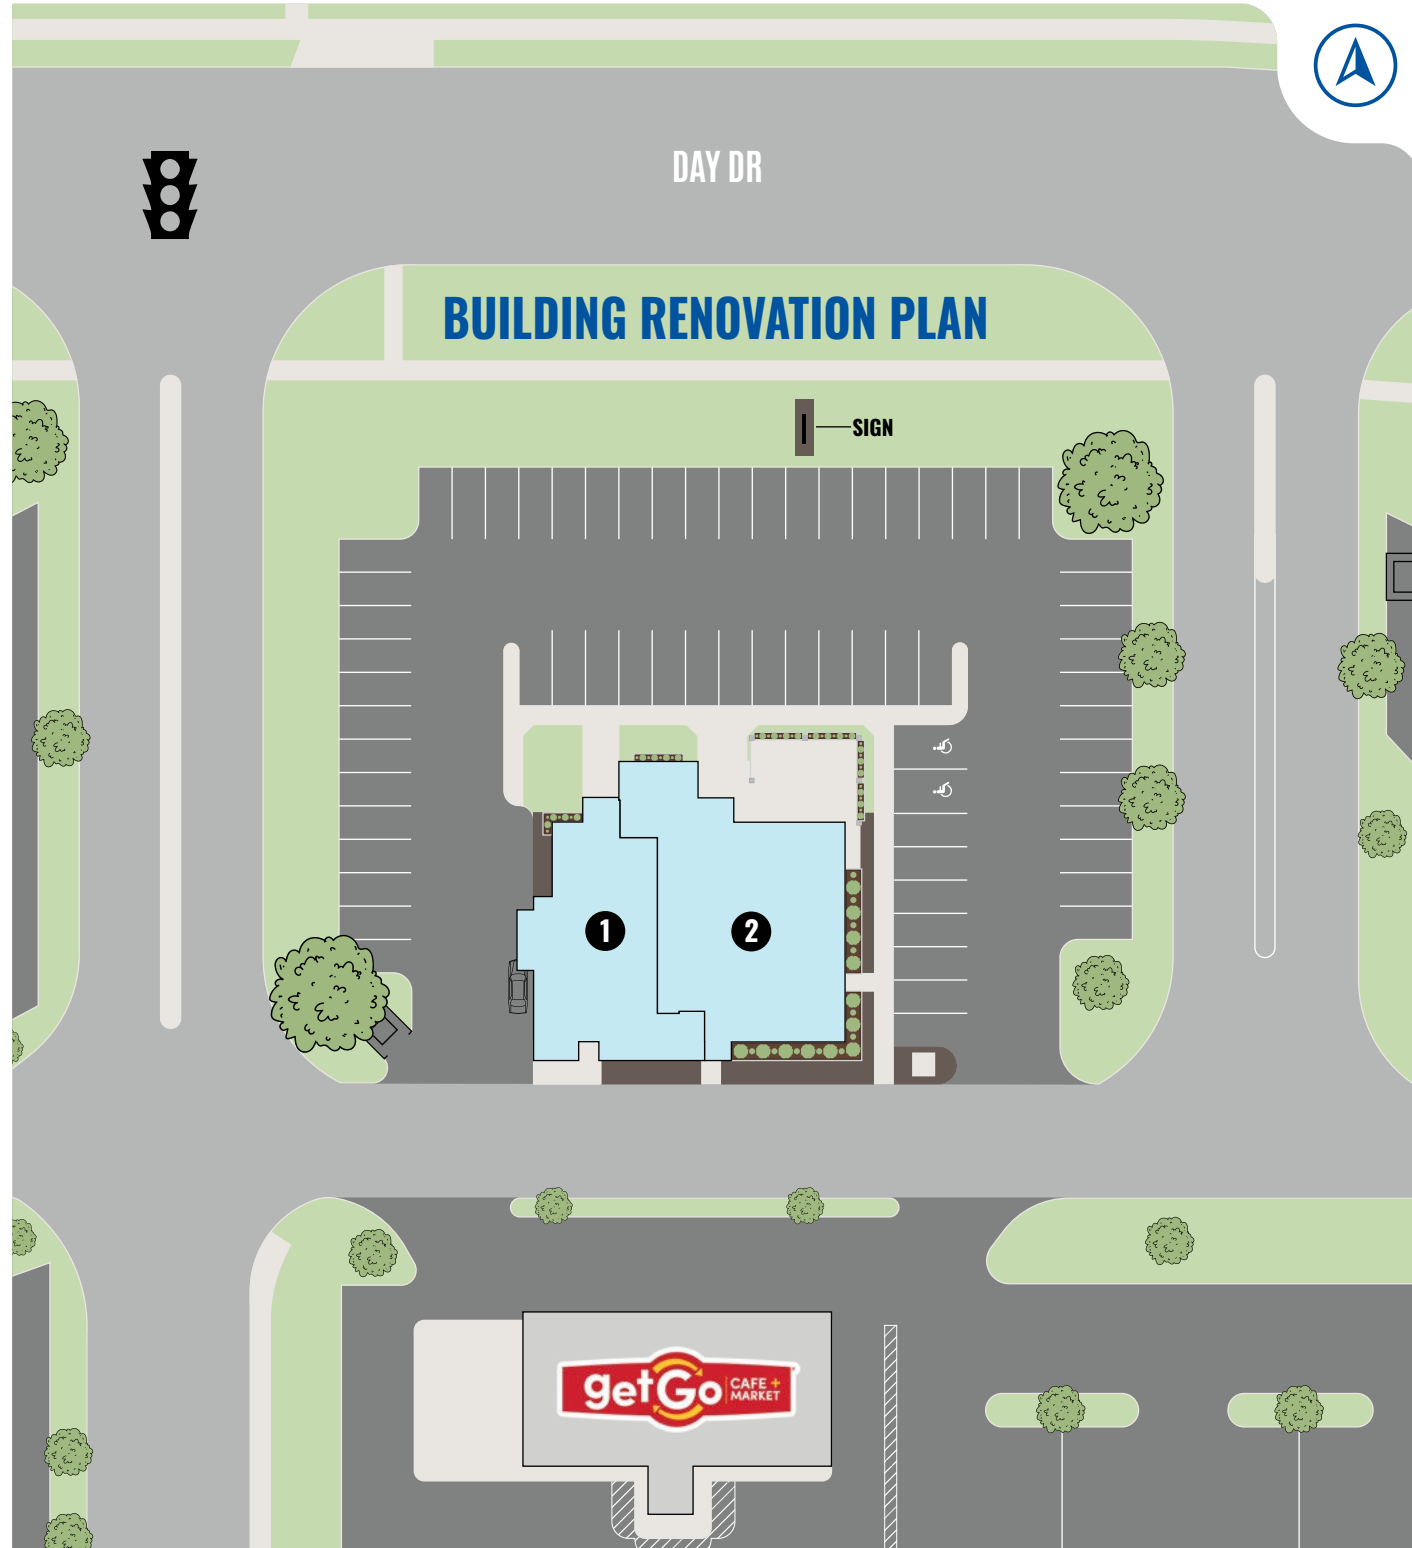 DAY DR
BUILDING RENOVATION PLAN
SIGN
1
2
getGo
CAFE +
MARKET